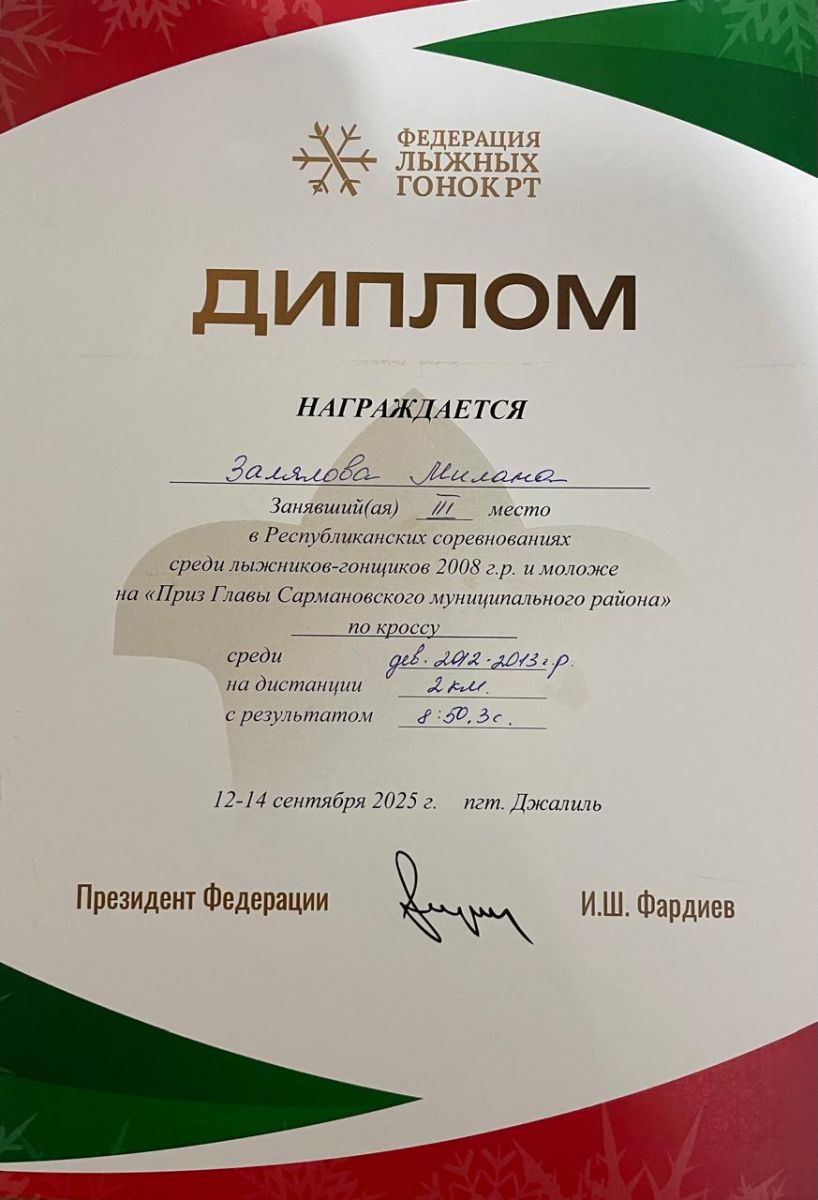 ФЕДЕРАЦИЯ
ЛЫЖНЫХ
ГОНОК РТ
ДИПЛОМ
НАГРАЖДАЕТСЯ
Залялова Милана
Занявший(ая) III место
в Республиканских соревнованиях
среди лыжников-гонщиков 2008 г.р. и моложе
на «Приз Главы Сармановского муниципального района»
по кроссу
среди дев. 2012-2013 г.р.
на дистанции 2 км.
с результатом 8:50,3с.
12-14 сентября 2025 г. пгт. Джалиль
Президент Федерации И.Ш. Фардиев